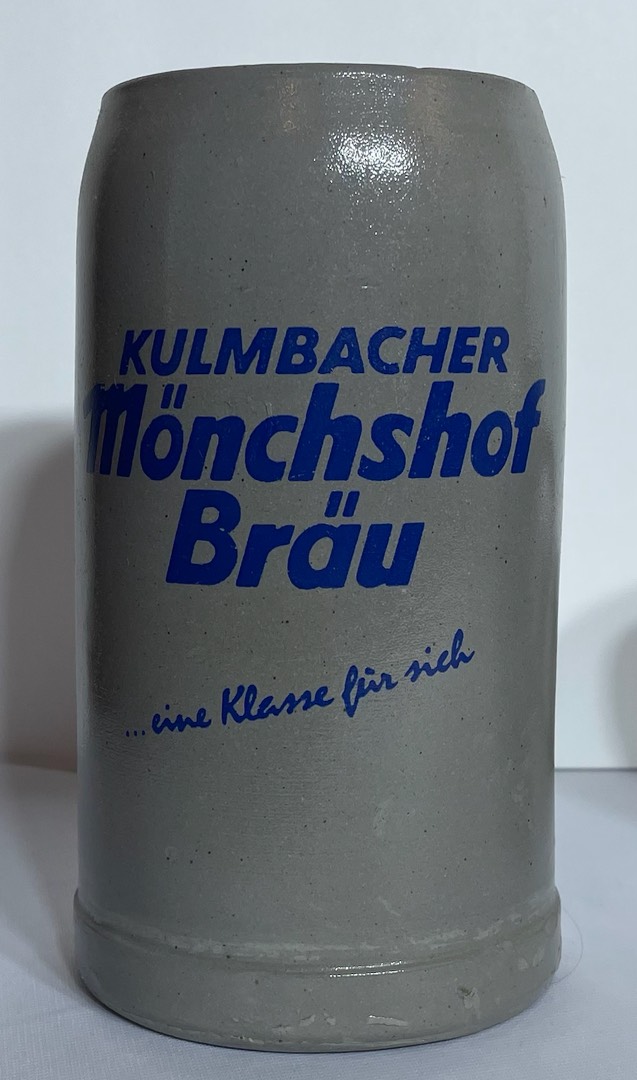 KULMBACHER
Mönchshof
Bräu
...eine Klasse für sich